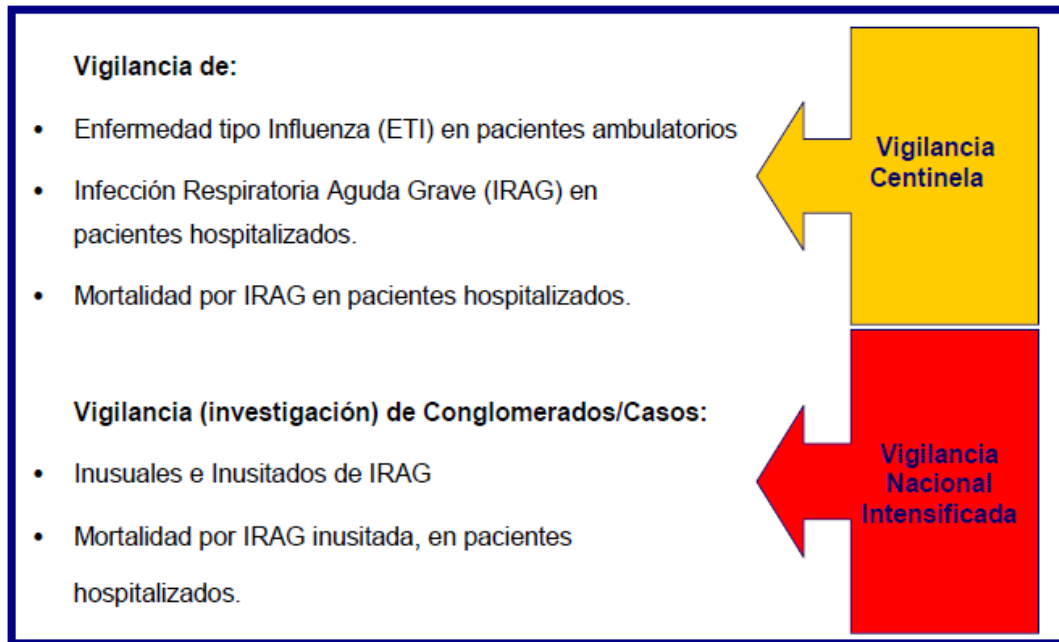 Vigilancia de:
• Enfermedad tipo Influenza (ETI) en pacientes ambulatorios
• Infección Respiratoria Aguda Grave (IRAG) en
pacientes hospitalizados.
• Mortalidad por IRAG en pacientes hospitalizados.
Vigilancia
Centinela
Vigilancia (investigación) de Conglomerados/Casos:
• Inusuales e Inusitados de IRAG
• Mortalidad por IRAG inusitada, en pacientes
hospitalizados.
Vigilancia
Nacional
Intensificada